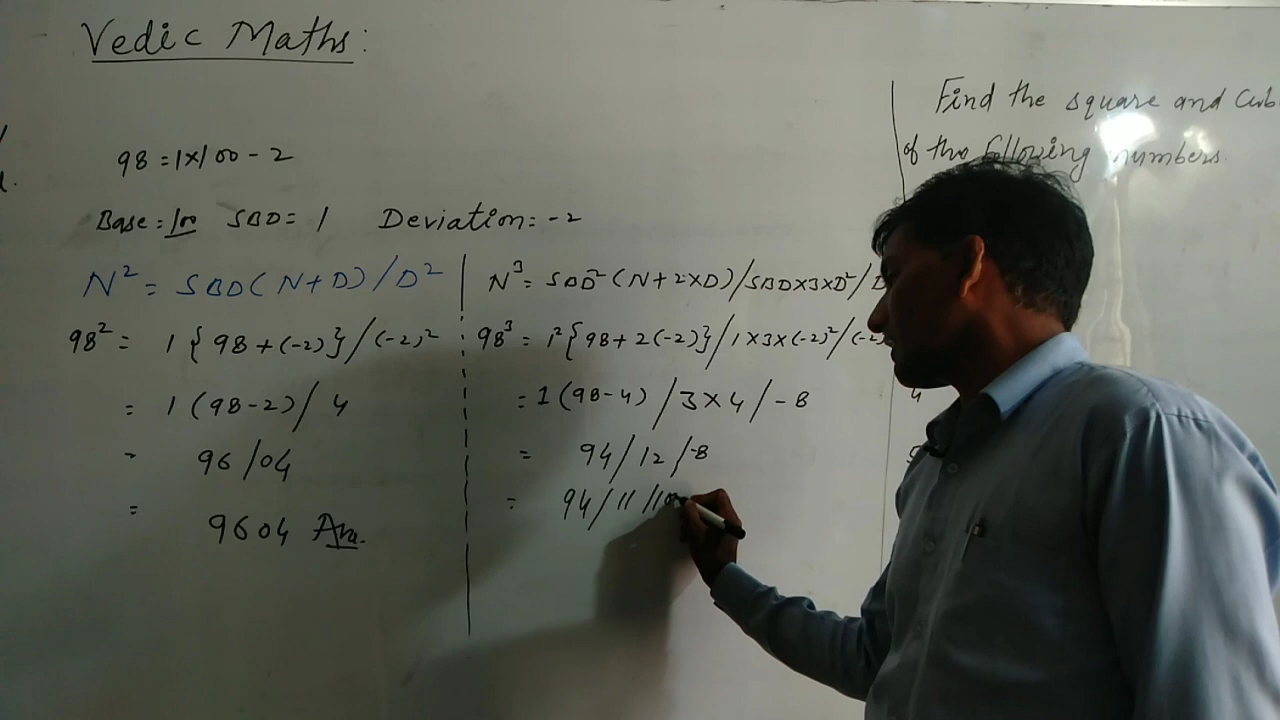 Vedic Maths:
98 = 1×100 - 2
Base = 100 SBD = 1 Deviation = -2
N² = SBD(N+D)/D²
98² = 1{98+(-2)}/(-2)²
= 1(98-2)/4
= 96/04
= 9604 Ans.
N³ = SBD²(N+2×D)/SBD×3×D²/D
98³ = 1²{98+2(-2)}/1×3×(-2)²/(-2)
= 1(98-4)/3×4/-8
= 94/12/-8
= 94/11/100
Find the square and Cub
of the following numbers.
4